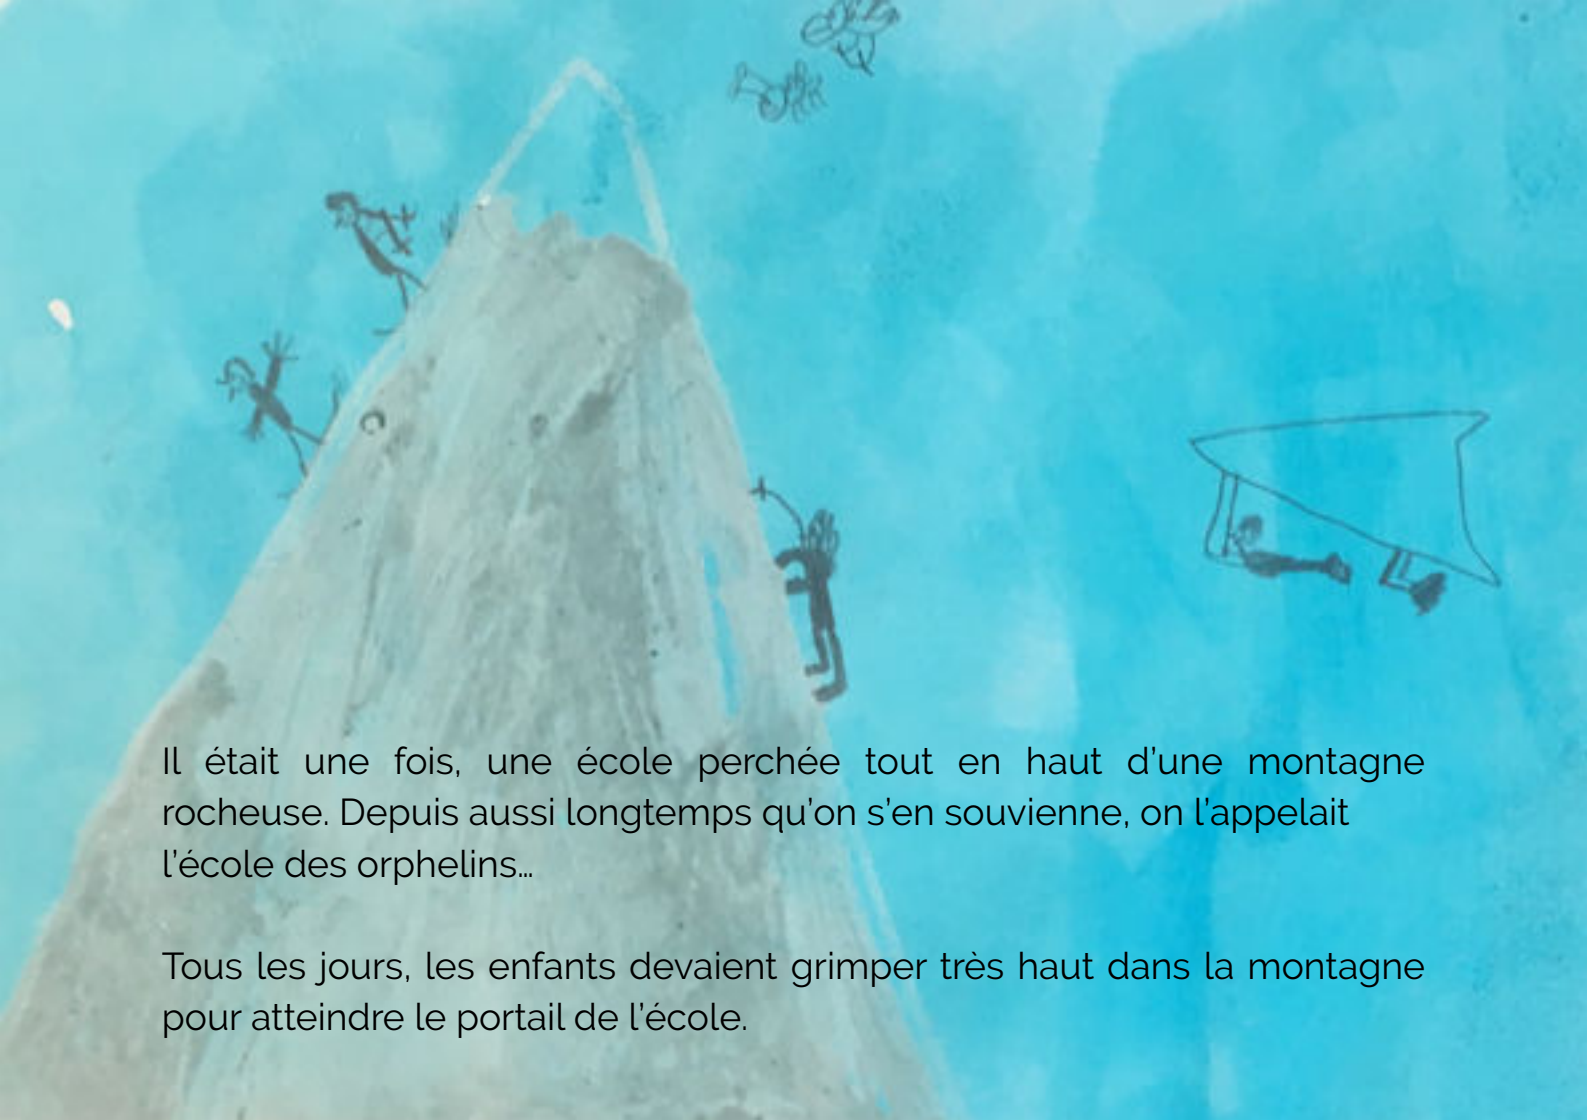 Il était une fois, une école perchée tout en haut d’une montagne
rocheuse. Depuis aussi longtemps qu’on s’en souvienne, on l’appelait
l’école des orphelins…
Tous les jours, les enfants devaient grimper très haut dans la montagne
pour atteindre le portail de l’école.